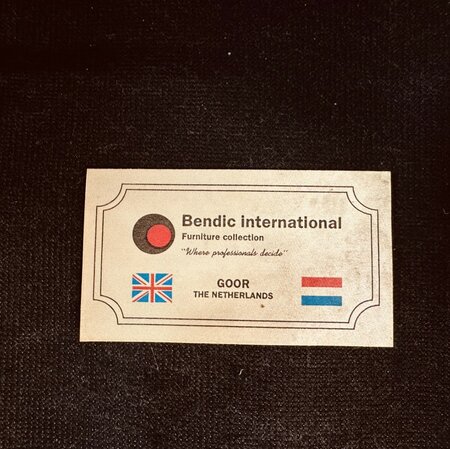 Bendic international
Furniture collection
"Where professionals decide"
GOOR
THE NETHERLANDS